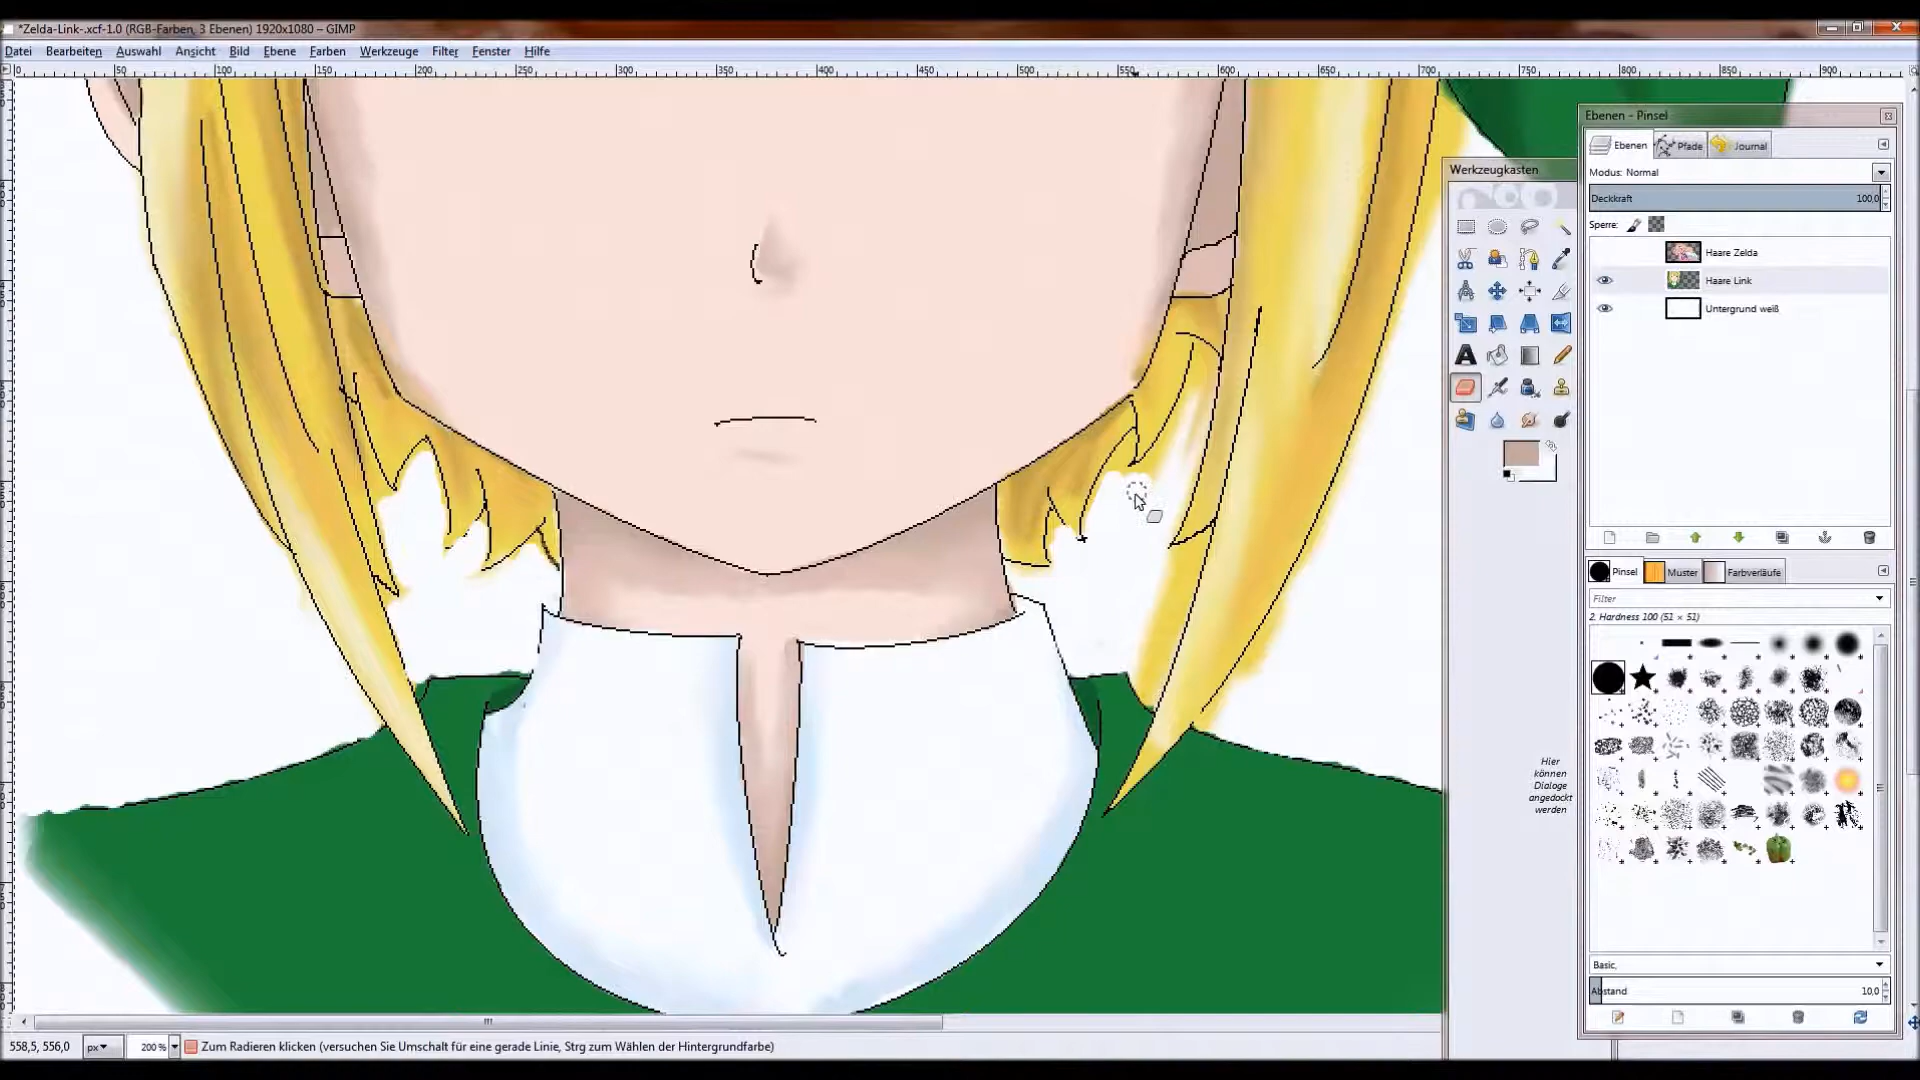 *Zelda-Link-.xcf-1.0 (RGB-Farben, 3 Ebenen) 1920x1080 – GIMP
Datei Bearbeiten Auswahl Ansicht Bild Ebene Farben Werkzeuge Filter Fenster Hilfe
0 50 100 150 200 250 300 350 400 450 500 550 600 650 700 750 800 850 900
Ebenen - Pinsel
Ebenen Pfade Journal
Modus: Normal
Deckkraft 100,0
Sperre:
Haare Zelda
Haare Link
Untergrund weiß
Werkzeugkasten
Hier
können
Dialoge
angedockt
werden
Pinsel Muster Farbverläufe
Filter
2. Hardness 100 (51 × 51)
Basic,
Abstand 10,0
558,5, 556,0 px 200 % Zum Radieren klicken (versuchen Sie Umschalt für eine gerade Linie, Strg zum Wählen der Hintergrundfarbe)